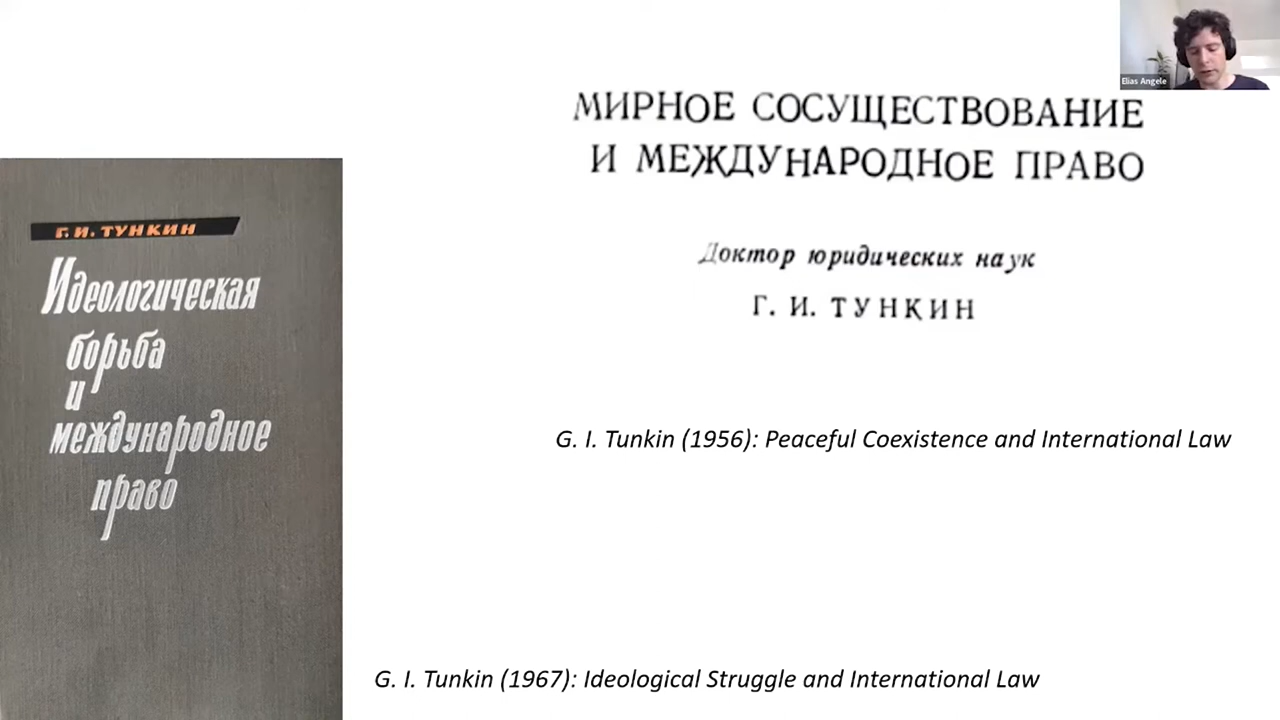 Elias Angele
МИРНОЕ СОСУЩЕСТВОВАНИЕ
И МЕЖДУНАРОДНОЕ ПРАВО
Доктор юридических наук
Г. И. ТУНКИН
G. I. Tunkin (1956): Peaceful Coexistence and International Law
Г. И. ТУНКИН
Идеологическая
борьба
и
международное
право
G. I. Tunkin (1967): Ideological Struggle and International Law